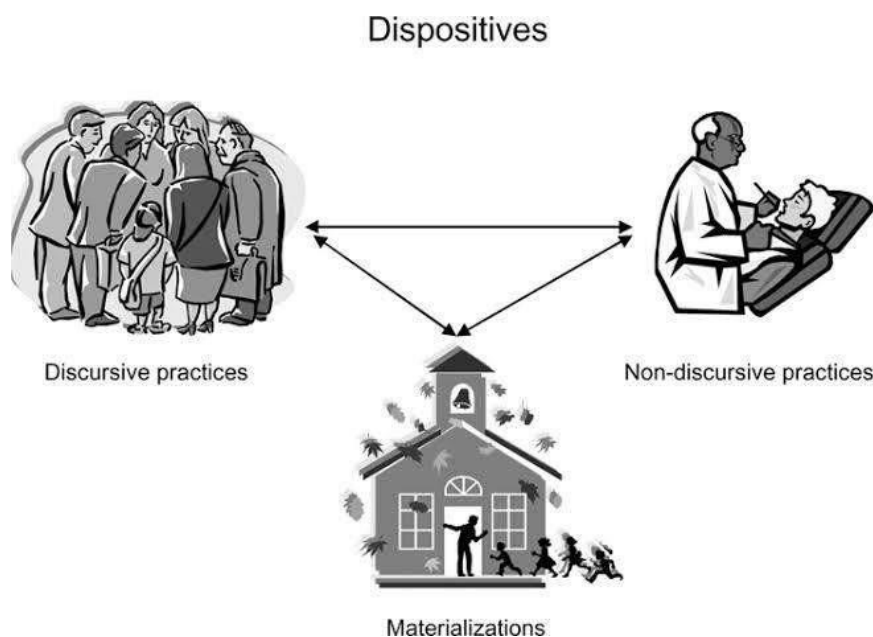 Dispositives
Discursive practices
Non-discursive practices
Materializations